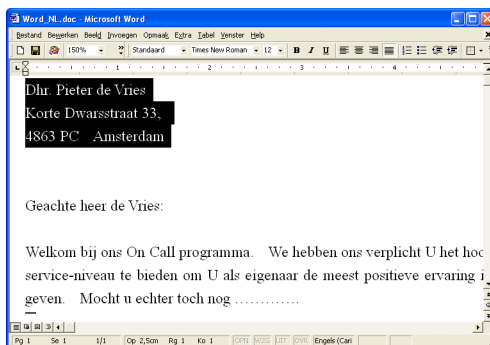 Word_NL.doc - Microsoft Word
Bestand Bewerken Beeld Invoegen Opmaak Extra Tabel Venster Help
150% Standaard Times New Roman 12 B I U
1 2 3 4
Dhr. Pieter de Vries
Korte Dwarsstraat 33,
4863 PC Amsterdam
Geachte heer de Vries:
Welkom bij ons On Call programma. We hebben ons verplicht U het hoo
service-niveau te bieden om U als eigenaar de meest positieve ervaring i
geven. Mocht u echter toch nog .............
Pg 1 Se 1 1/1 Op 2,5cm Rg 1 Ko 1 OPN WZG UIT OVR Engels (Cari